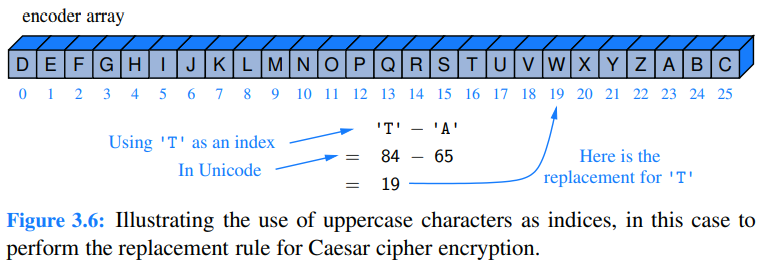 encoder array
D E F G H I J K L M N O P Q R S T U V W X Y Z A B C
0 1 2 3 4 5 6 7 8 9 10 11 12 13 14 15 16 17 18 19 20 21 22 23 24 25
'T' − 'A'
Using 'T' as an index
= 84 − 65
In Unicode
= 19
Here is the
replacement for 'T'
Figure 3.6: Illustrating the use of uppercase characters as indices, in this case to
perform the replacement rule for Caesar cipher encryption.